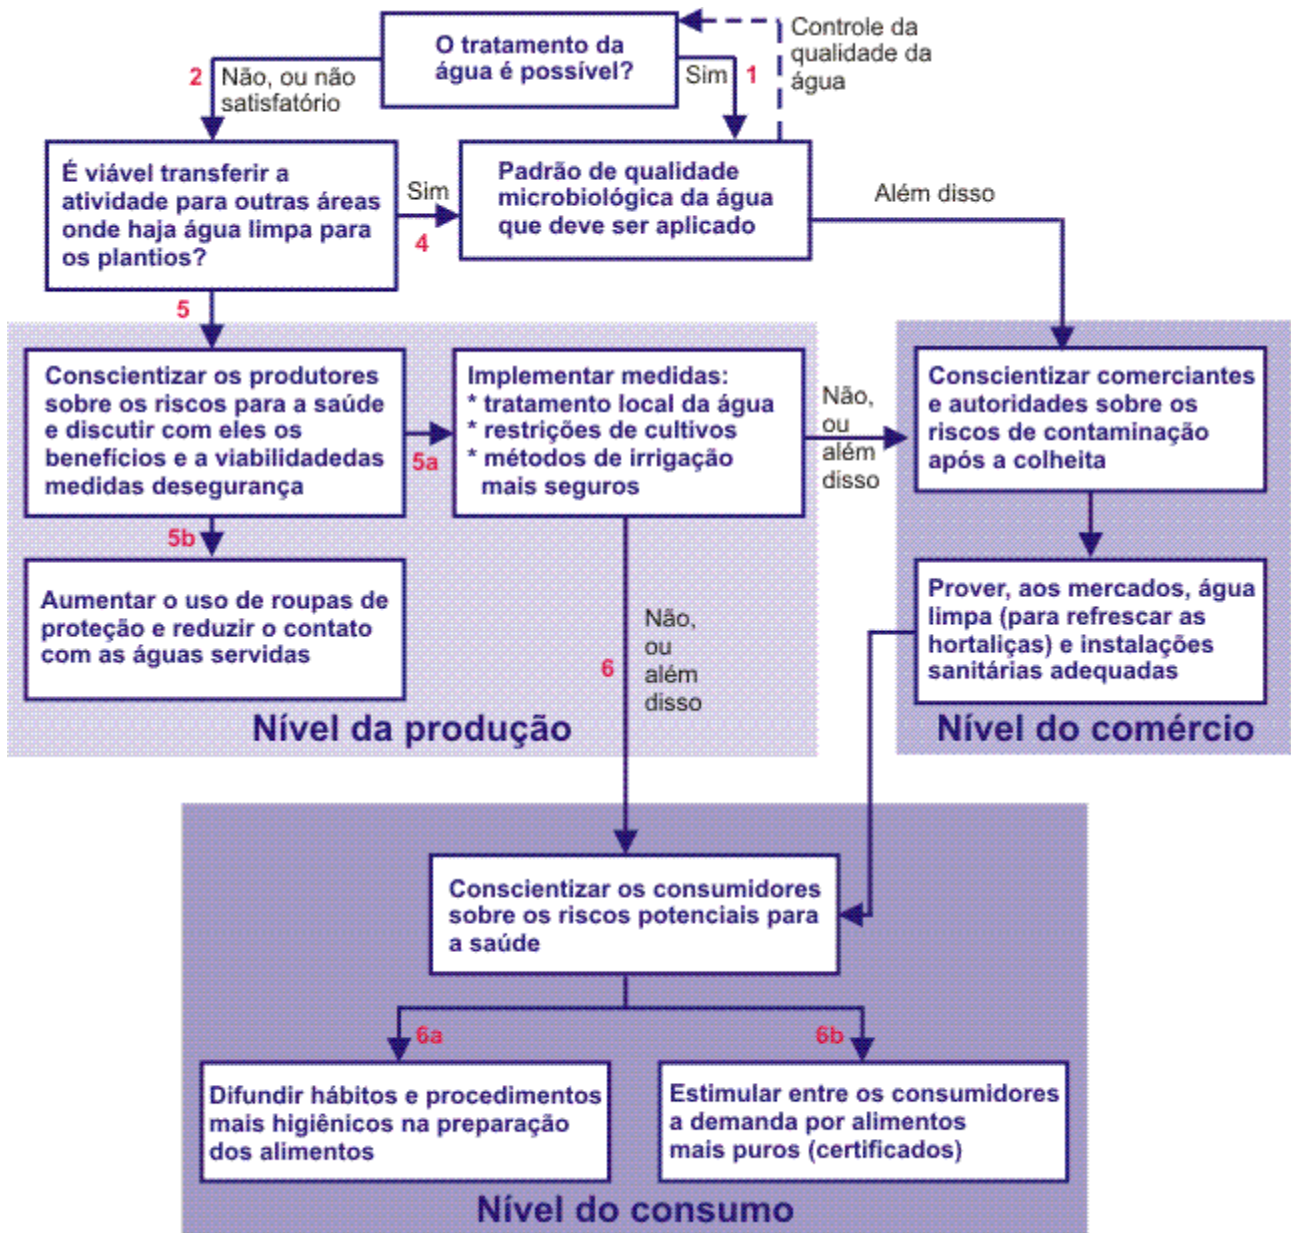 O tratamento da
água é possível?
Controle da
qualidade da
água
2
Não, ou não
satisfatório
Sim
1
É viável transferir a
atividade para outras áreas
onde haja água limpa para
os plantios?
Sim
4
Padrão de qualidade
microbiológica da água
que deve ser aplicado
Além disso
5
Conscientizar os produtores
sobre os riscos para a saúde
e discutir com eles os
benefícios e a viabilidadedas
medidas desegurança
5a
Implementar medidas:
* tratamento local da água
* restrições de cultivos
* métodos de irrigação
mais seguros
Não,
ou
além
disso
Conscientizar comerciantes
e autoridades sobre os
riscos de contaminação
após a colheita
5b
Aumentar o uso de roupas de
proteção e reduzir o contato
com as águas servidas
6
Não,
ou
além
disso
Prover, aos mercados, água
limpa (para refrescar as
hortaliças) e instalações
sanitárias adequadas
Nível da produção
Nível do comércio
Conscientizar os consumidores
sobre os riscos potenciais para
a saúde
6a
6b
Difundir hábitos e procedimentos
mais higiênicos na preparação
dos alimentos
Estimular entre os consumidores
a demanda por alimentos
mais puros (certificados)
Nível do consumo